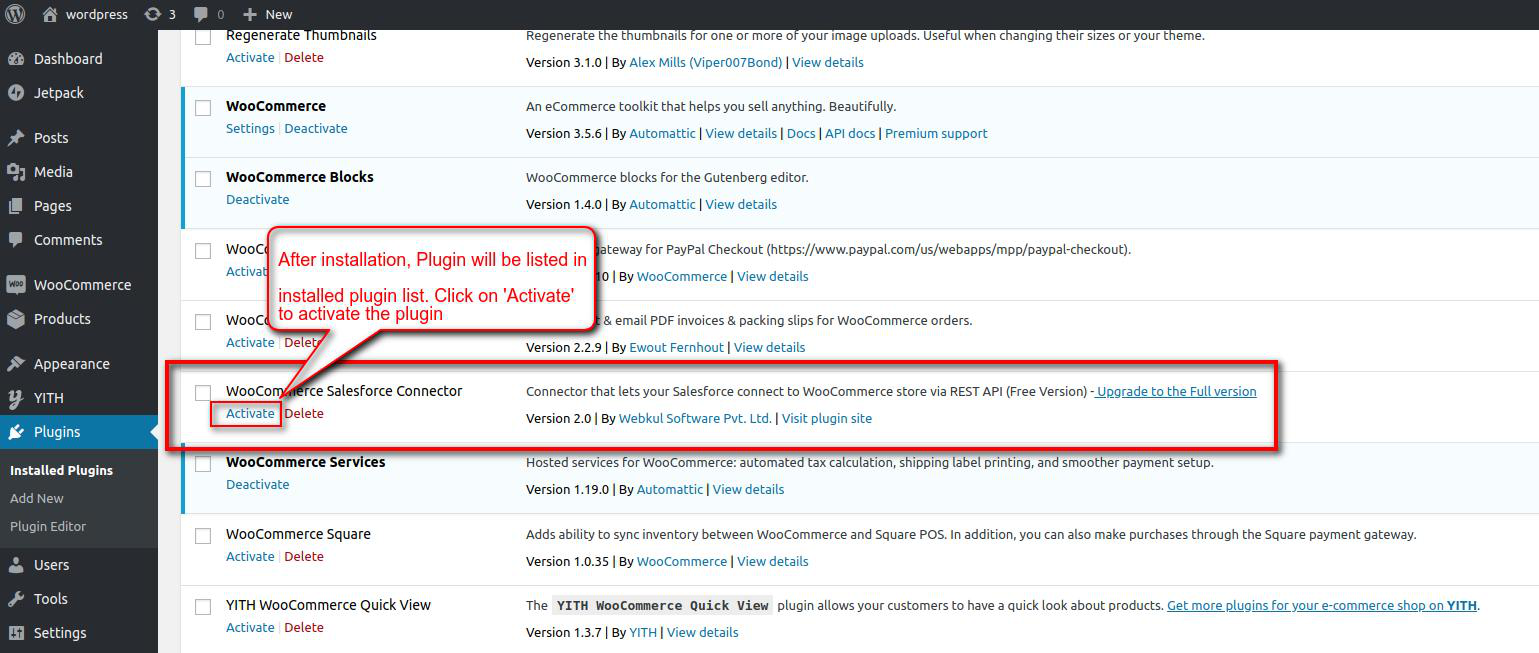 wordpress 3 0 New
Dashboard
Jetpack
Posts
Media
Pages
Comments
WooCommerce
Products
Appearance
YITH
Plugins
Installed Plugins
Add New
Plugin Editor
Users
Tools
Settings
Regenerate Thumbnails
Activate | Delete
Regenerate the thumbnails for one or more of your image uploads. Useful when changing their sizes or your theme.
Version 3.1.0 | By Alex Mills (Viper007Bond) | View details
WooCommerce
Settings | Deactivate
An eCommerce toolkit that helps you sell anything. Beautifully.
Version 3.5.6 | By Automattic | View details | Docs | API docs | Premium support
WooCommerce Blocks
Deactivate
WooCommerce blocks for the Gutenberg editor.
Version 1.4.0 | By Automattic | View details
After installation, Plugin will be listed in
installed plugin list. Click on 'Activate'
to activate the plugin
for PayPal Checkout (https://www.paypal.com/us/webapps/mpp/paypal-checkout).
10 | By WooCommerce | View details
Activate | Delete
& email PDF invoices & packing slips for WooCommerce orders.
Version 2.2.9 | By Ewout Fernhout | View details
WooCommerce Salesforce Connector
Activate | Delete
Connector that lets your Salesforce connect to WooCommerce store via REST API (Free Version) - Upgrade to the Full version
Version 2.0 | By Webkul Software Pvt. Ltd. | Visit plugin site
WooCommerce Services
Deactivate
Hosted services for WooCommerce: automated tax calculation, shipping label printing, and smoother payment setup.
Version 1.19.0 | By Automattic | View details
WooCommerce Square
Activate | Delete
Adds ability to sync inventory between WooCommerce and Square POS. In addition, you can also make purchases through the Square payment gateway.
Version 1.0.35 | By WooCommerce | View details
YITH WooCommerce Quick View
Activate | Delete
The YITH WooCommerce Quick View plugin allows your customers to have a quick look about products. Get more plugins for your e-commerce shop on YITH.
Version 1.3.7 | By YITH | View details